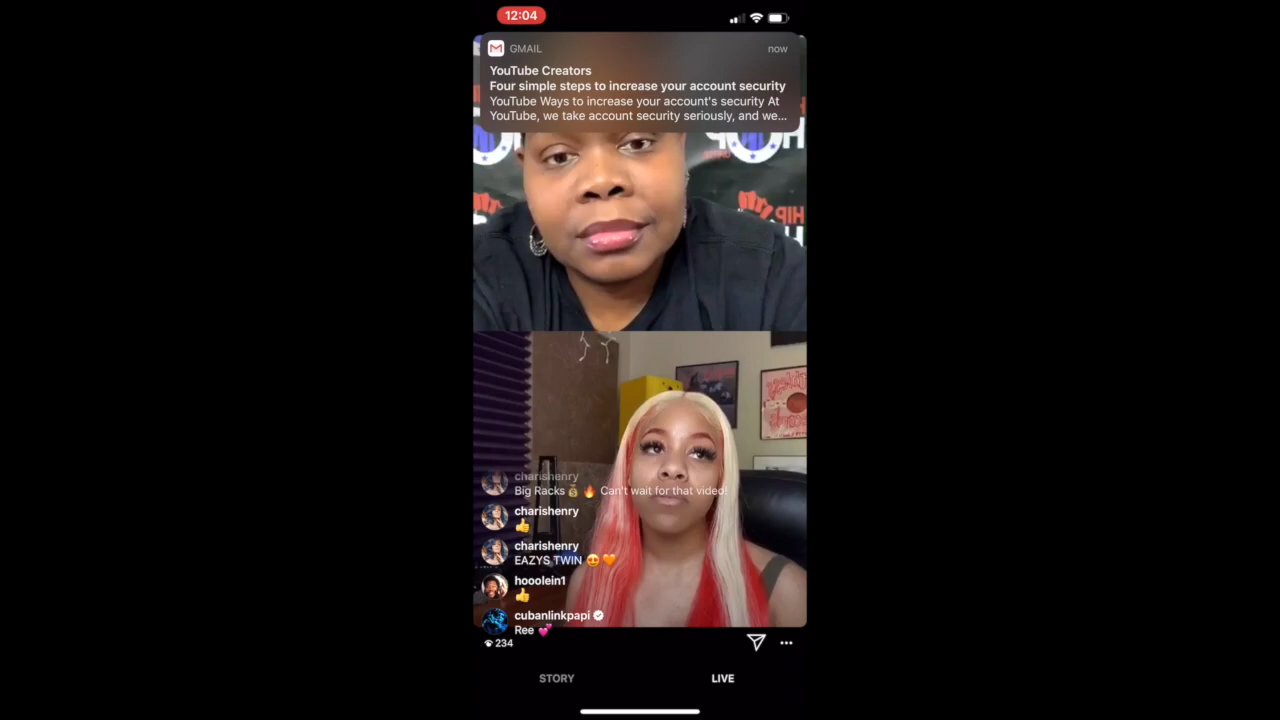 12:04
GMAIL
now
YouTube Creators
Four simple steps to increase your account security
YouTube Ways to increase your account's security At
YouTube, we take account security seriously, and we...
HIP
charishenry
Big Racks💰🔥 Can't wait for that video!
charishenry
👍
charishenry
EAZYS TWIN 😍🧡
hooolein1
👍
cubanlinkpapi
Ree 💞
234
STORY
LIVE